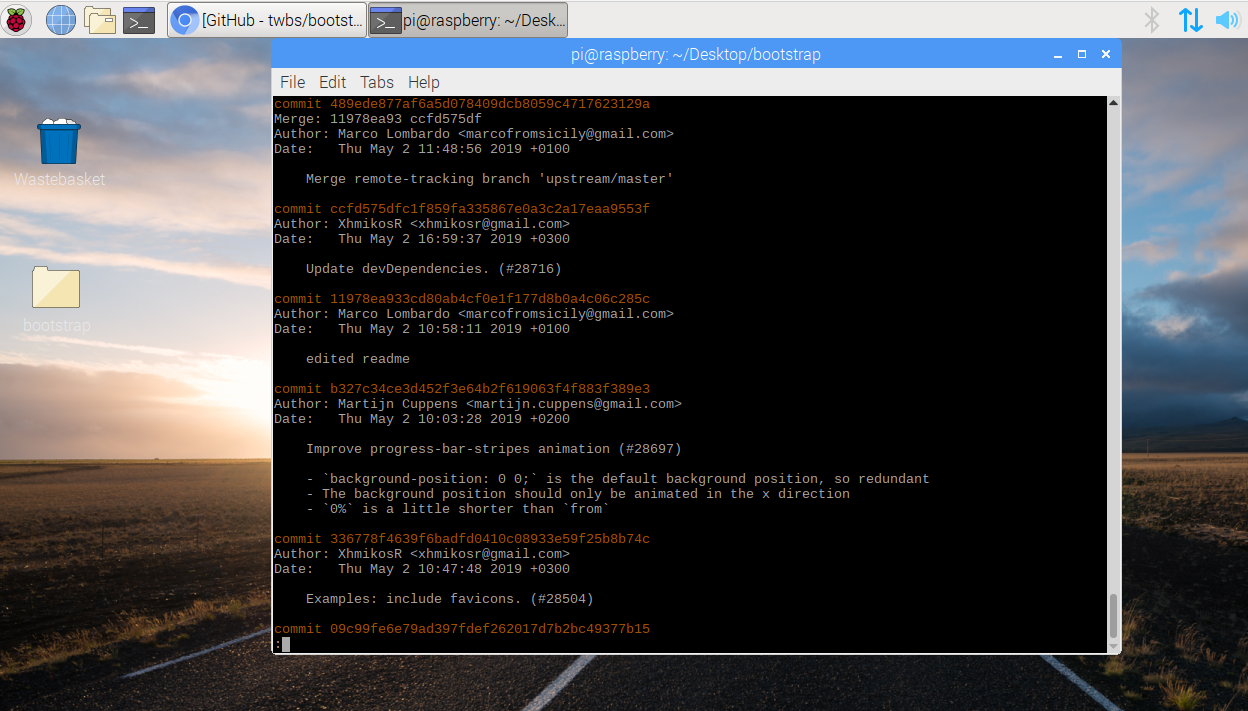 [GitHub - twbs/bootst...
pi@raspberry: ~/Desk...
pi@raspberry: ~/Desktop/bootstrap
File Edit Tabs Help
Wastebasket
bootstrap
commit 489ede877af6a5d078409dcb8059c4717623129a
Merge: 11978ea93 ccfd575df
Author: Marco Lombardo <marcofromsicily@gmail.com>
Date:   Thu May 2 11:48:56 2019 +0100
    Merge remote-tracking branch 'upstream/master'
commit ccfd575dfc1f859fa335867e0a3c2a17eaa9553f
Author: XhmikosR <xhmikosr@gmail.com>
Date:   Thu May 2 16:59:37 2019 +0300
    Update devDependencies. (#28716)
commit 11978ea933cd80ab4cf0e1f177d8b0a4c06c285c
Author: Marco Lombardo <marcofromsicily@gmail.com>
Date:   Thu May 2 10:58:11 2019 +0100
    edited readme
commit b327c34ce3d452f3e64b2f619063f4f883f389e3
Author: Martijn Cuppens <martijn.cuppens@gmail.com>
Date:   Thu May 2 10:03:28 2019 +0200
    Improve progress-bar-stripes animation (#28697)
    - `background-position: 0 0;` is the default background position, so redundant
    - The background position should only be animated in the x direction
    - `0%` is a little shorter than `from`
commit 336778f4639f6badfd0410c08933e59f25b8b74c
Author: XhmikosR <xhmikosr@gmail.com>
Date:   Thu May 2 10:47:48 2019 +0300
    Examples: include favicons. (#28504)
commit 09c99fe6e79ad397fdef262017d7b2bc49377b15
: